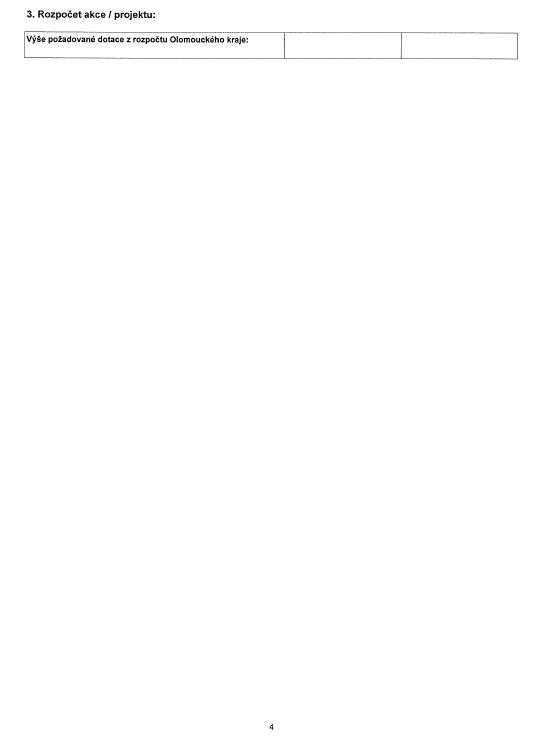 3. Rozpočet akce / projektu:
Výše požadované dotace z rozpočtu Olomouckého kraje:
4